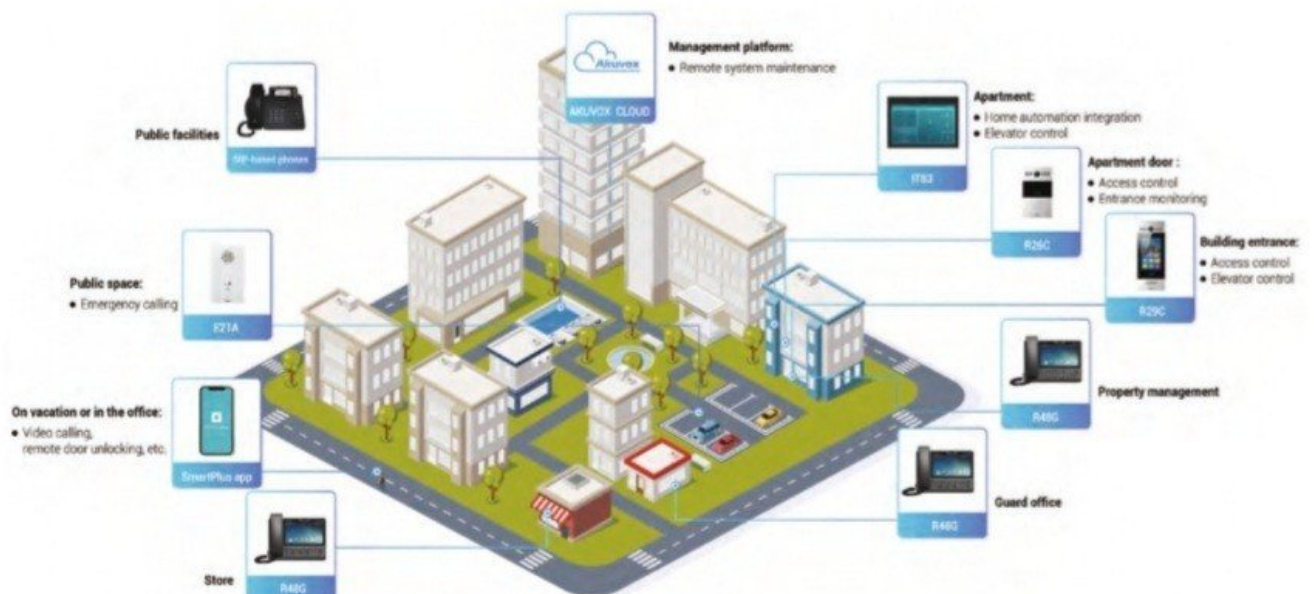 Akuvox
AKUVOX CLOUD
Management platform:
● Remote system maintenance
Public facilities
SIP-based phones
Apartment:
● Home automation integration
● Elevator control
IT83
Apartment door :
● Access control
● Entrance monitoring
R26C
Building entrance:
● Access control
● Elevator control
R29C
Public space:
● Emergency calling
E21A
Property management
R48G
On vacation or in the office:
● Video calling,
remote door unlocking, etc.
SmartPlus app
Guard office
R48G
Store
R48G